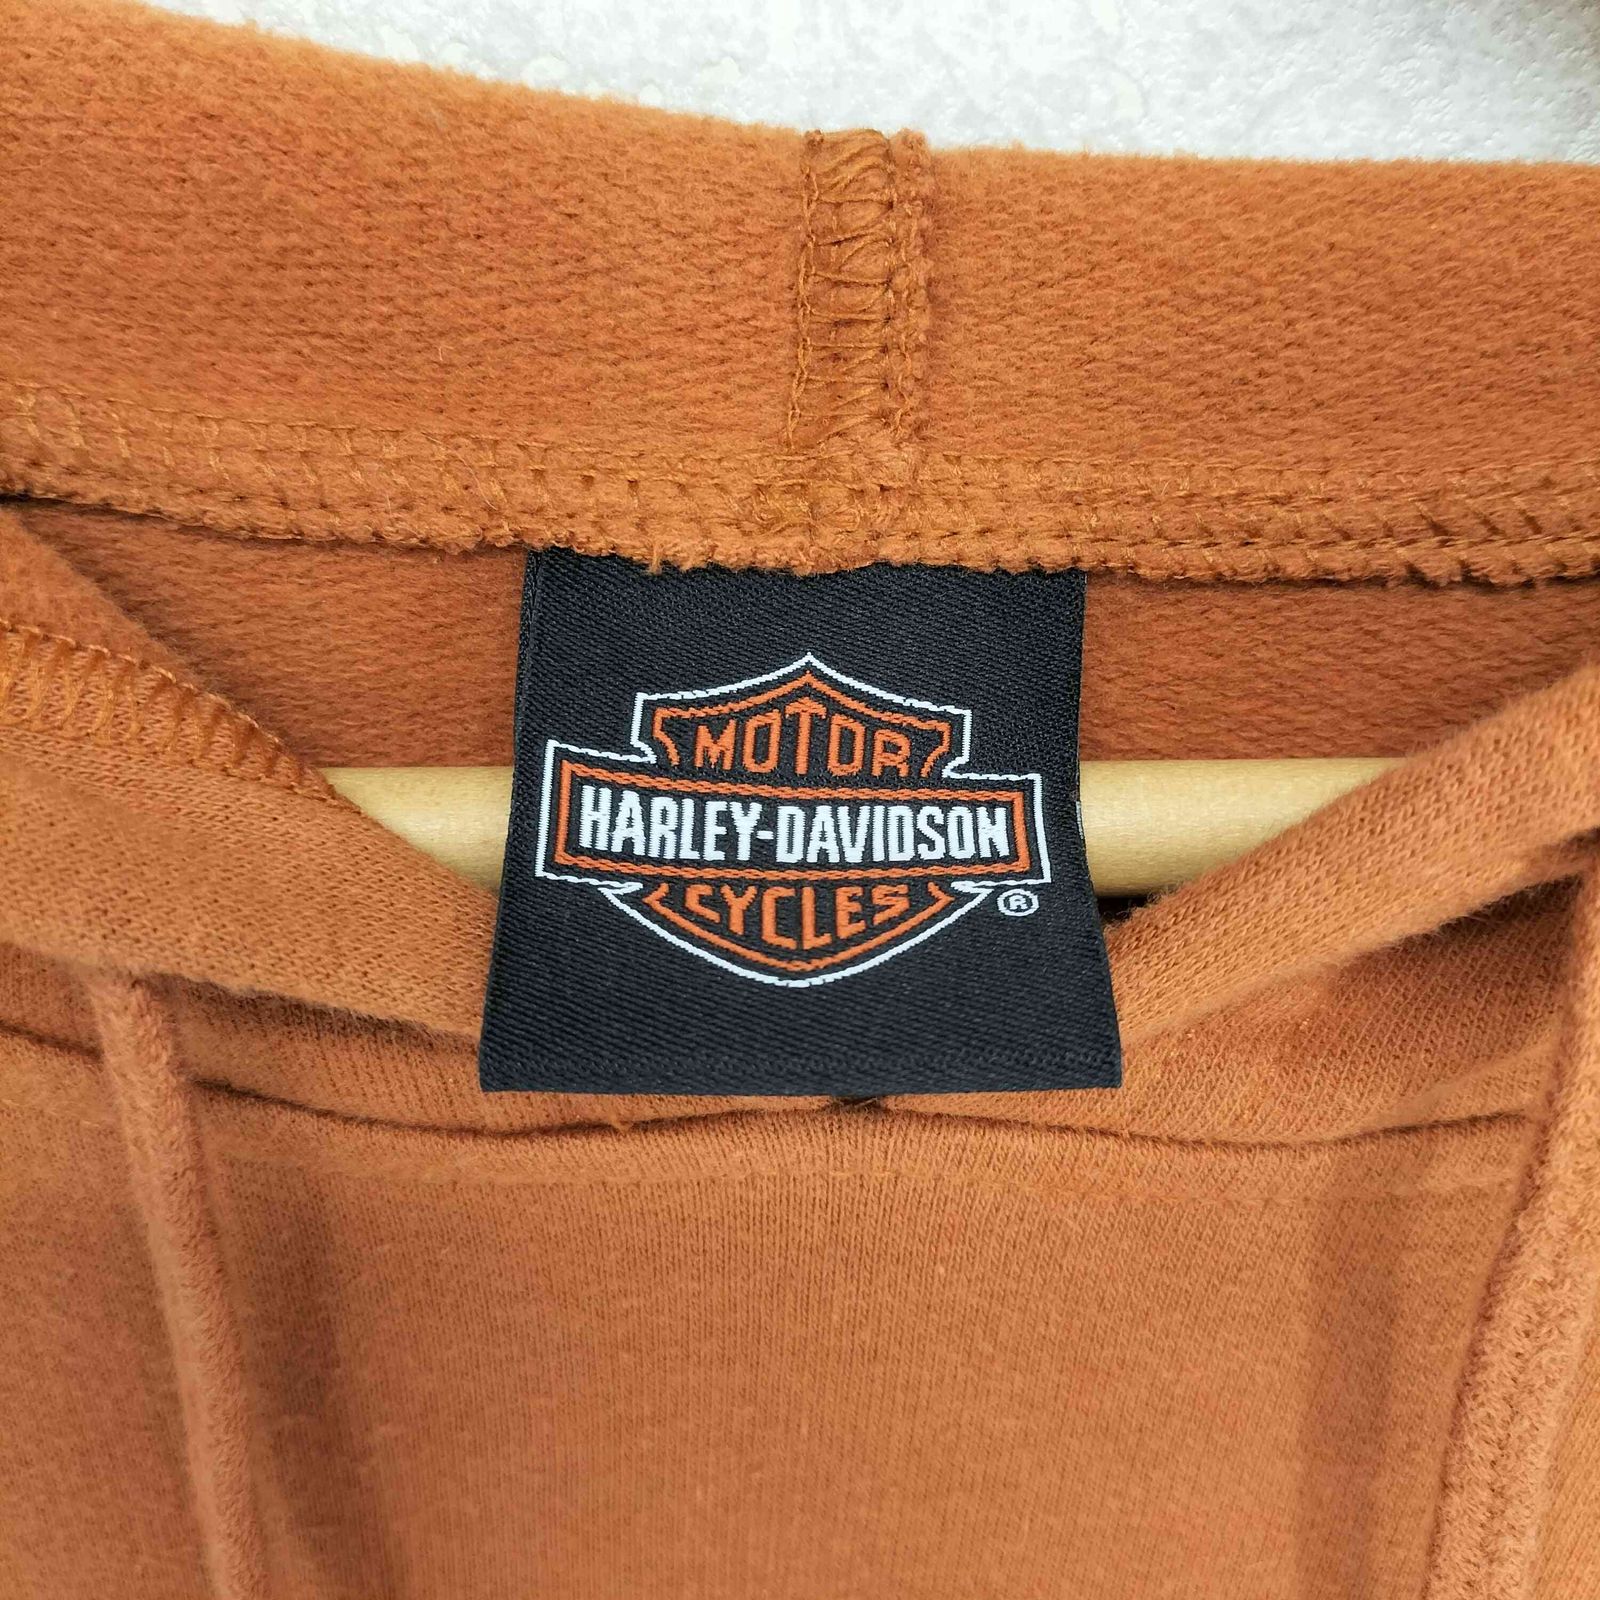 MOTOR
HARLEY-DAVIDSON
CYCLES
®